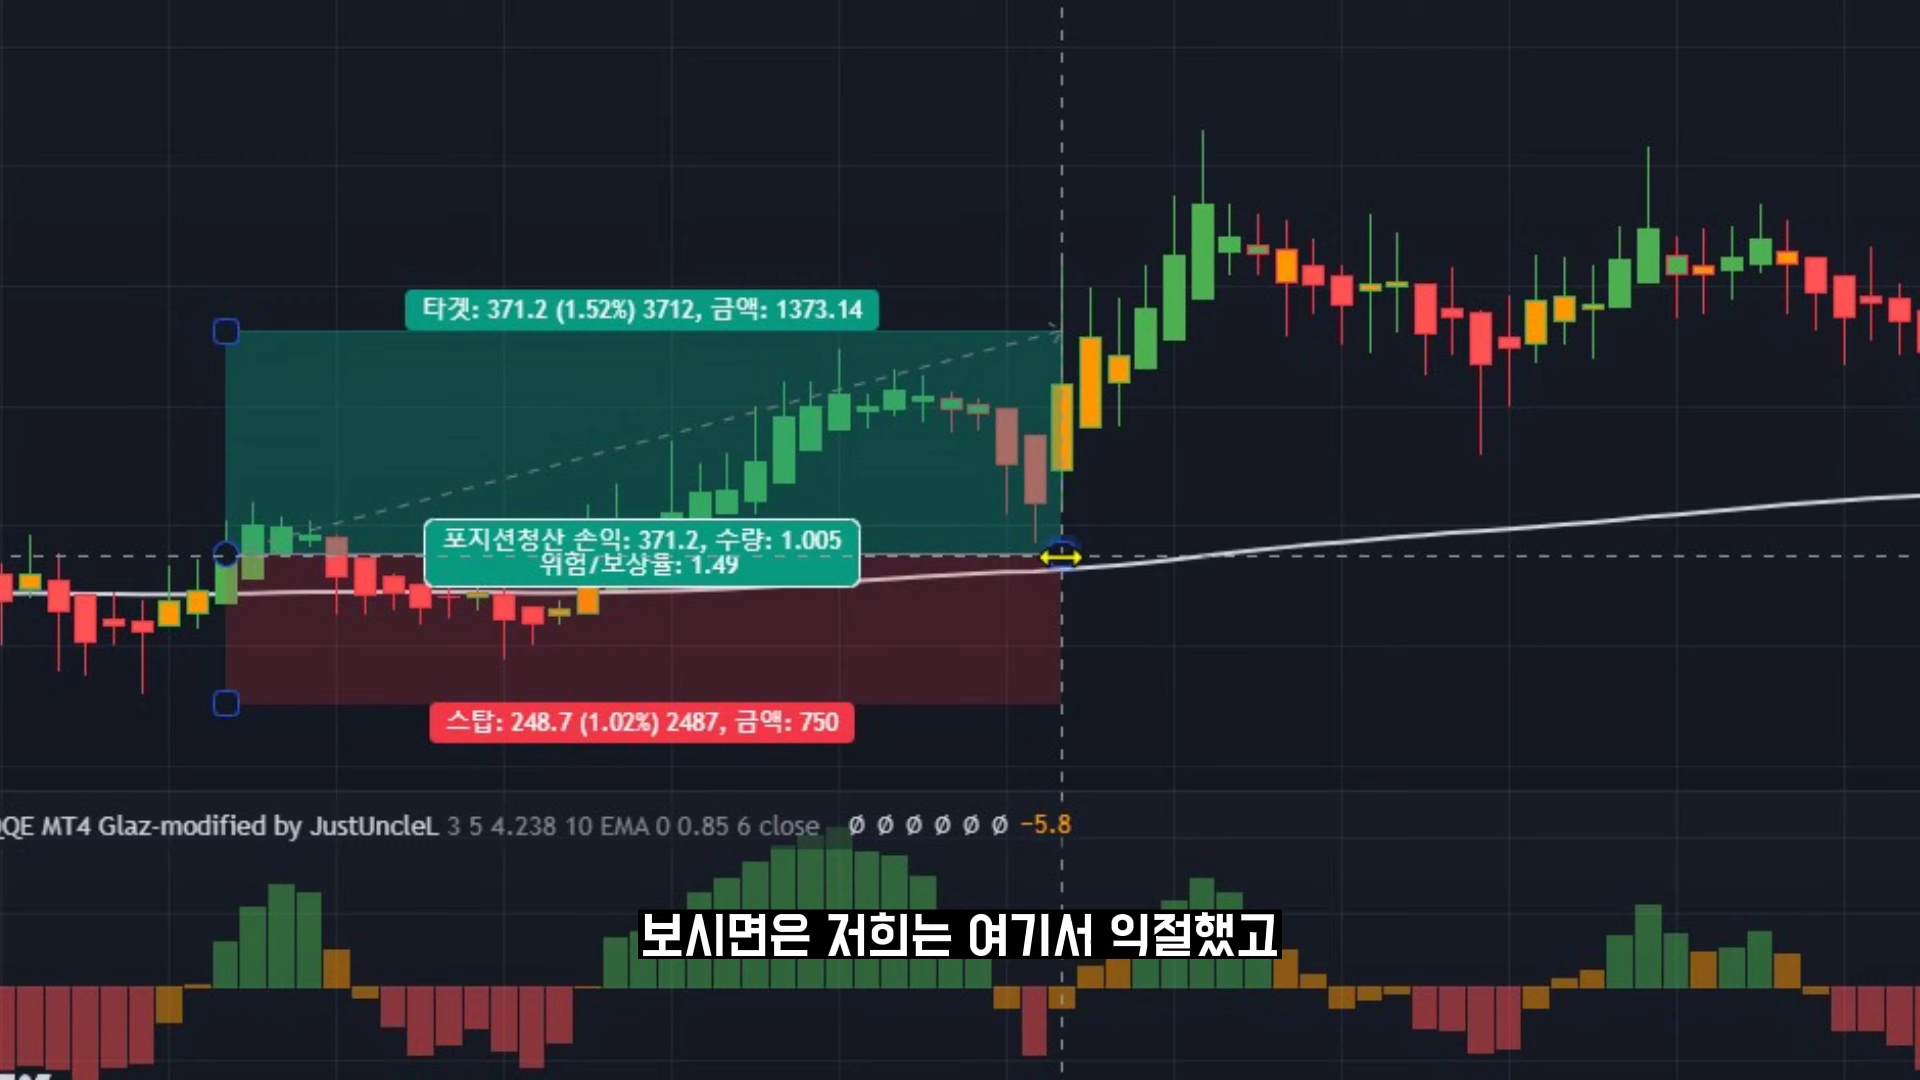 타겟: 371.2 (1.52%) 3712, 금액: 1373.14
포지션청산 손익: 371.2, 수량: 1.005
위험/보상율: 1.49
스탑: 248.7 (1.02%) 2487, 금액: 750
QQE MT4 Glaz-modified by JustUncleL 3 5 4.238 10 EMA 0 0.85 6 close Ø Ø Ø Ø Ø Ø −5.8
보시면은 저희는 여기서 익절했고